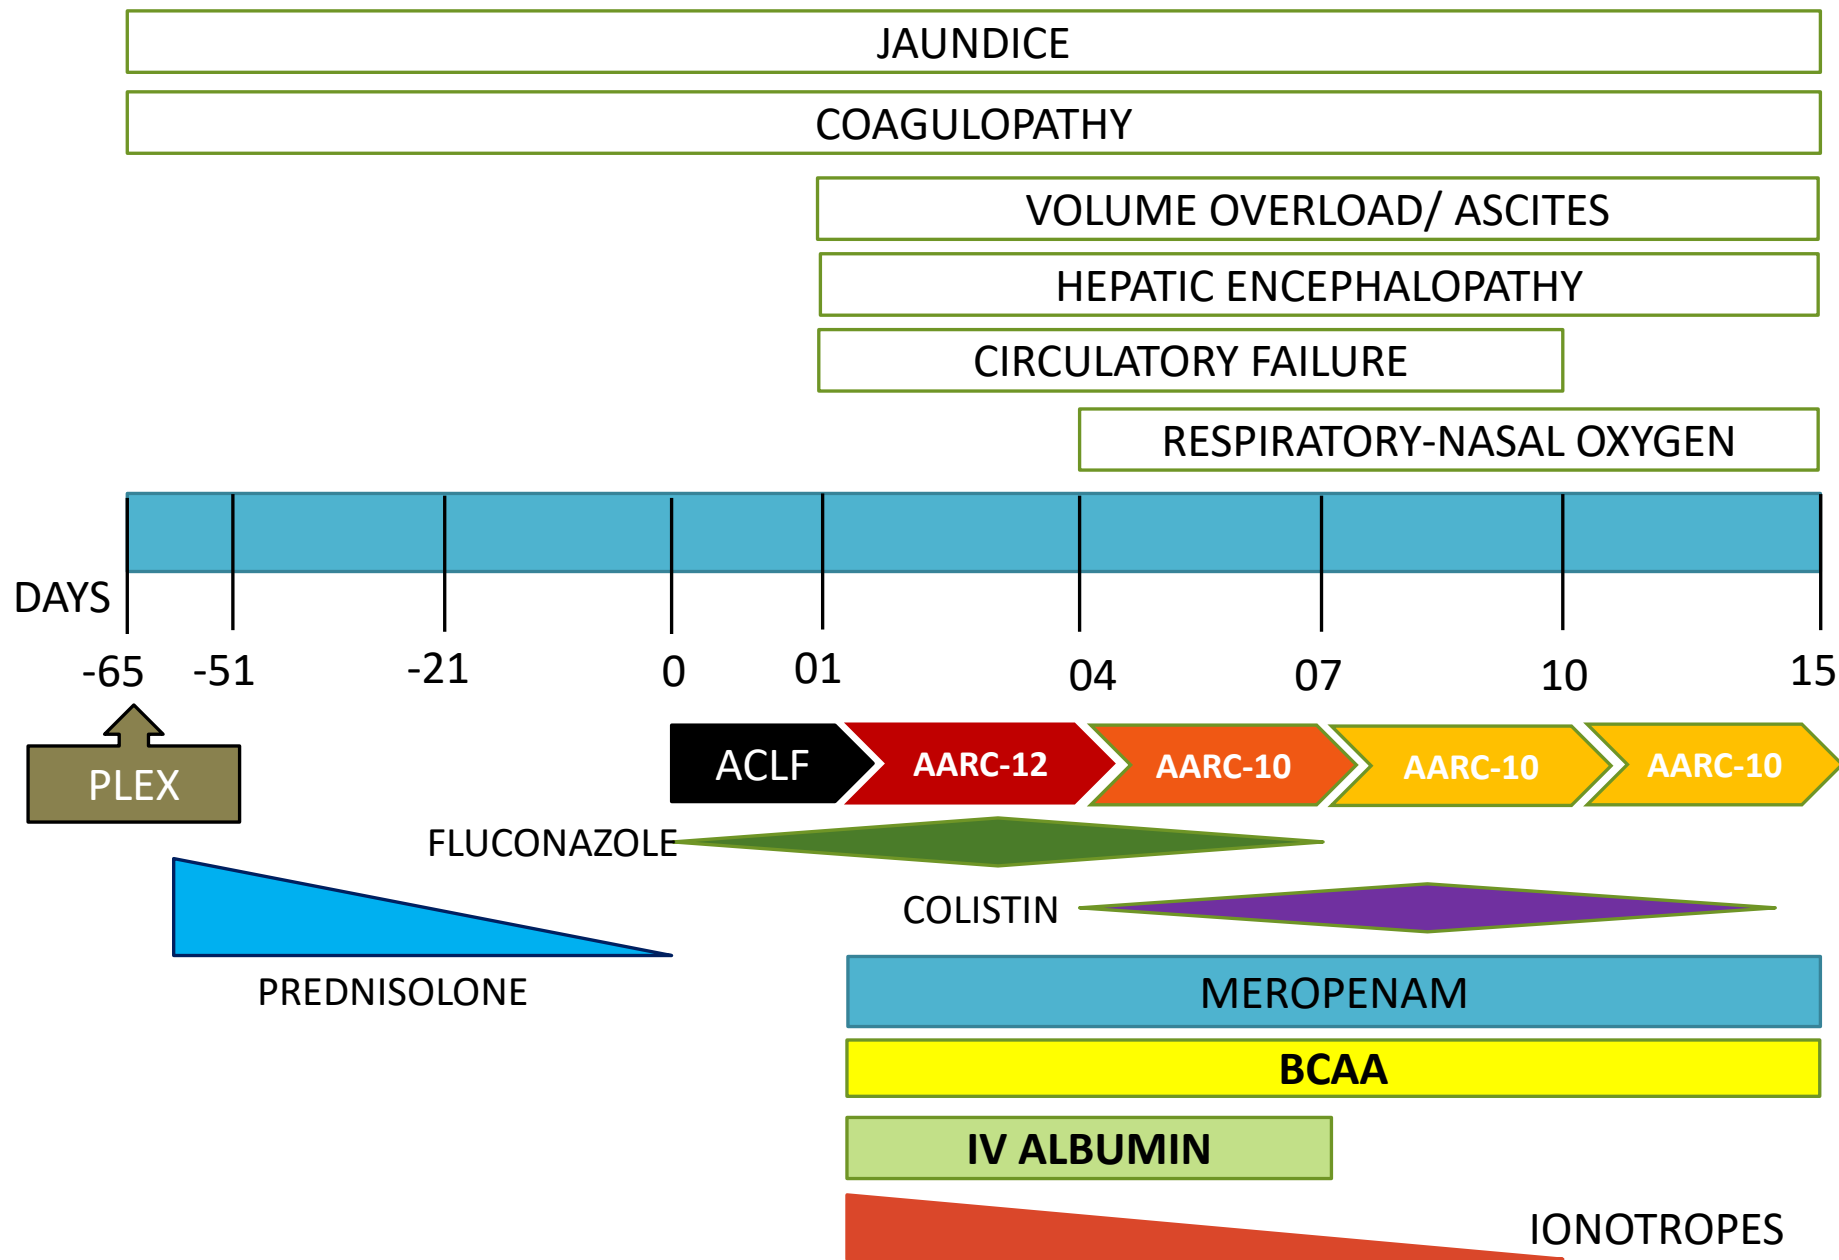 JAUNDICE
COAGULOPATHY
VOLUME OVERLOAD/ ASCITES
HEPATIC ENCEPHALOPATHY
CIRCULATORY FAILURE
RESPIRATORY-NASAL OXYGEN
DAYS
-65 -51 -21 0 01 04 07 10 15
PLEX
ACLF AARC-12 AARC-10 AARC-10 AARC-10
FLUCONAZOLE
COLISTIN
PREDNISOLONE
MEROPENAM
BCAA
IV ALBUMIN
IONOTROPES